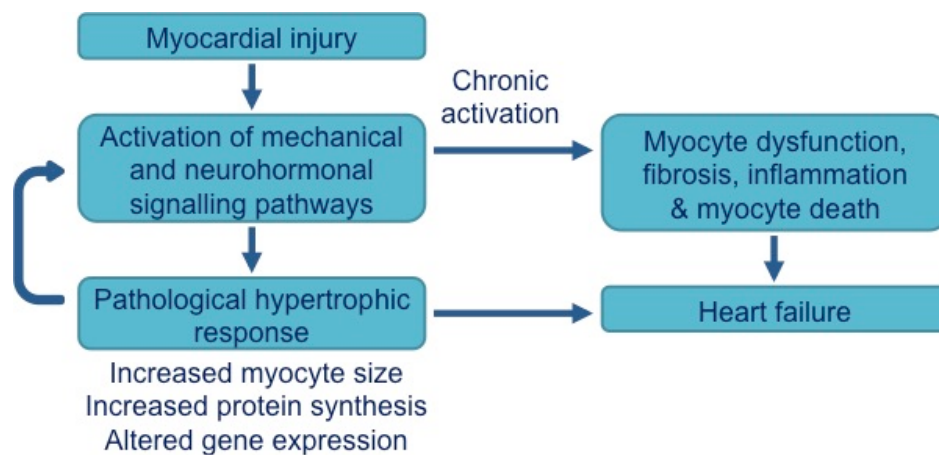 Myocardial injury
Chronic
activation
Activation of mechanical
and neurohormonal
signalling pathways
Myocyte dysfunction,
fibrosis, inflammation
& myocyte death
Pathological hypertrophic
response
Heart failure
Increased myocyte size
Increased protein synthesis
Altered gene expression